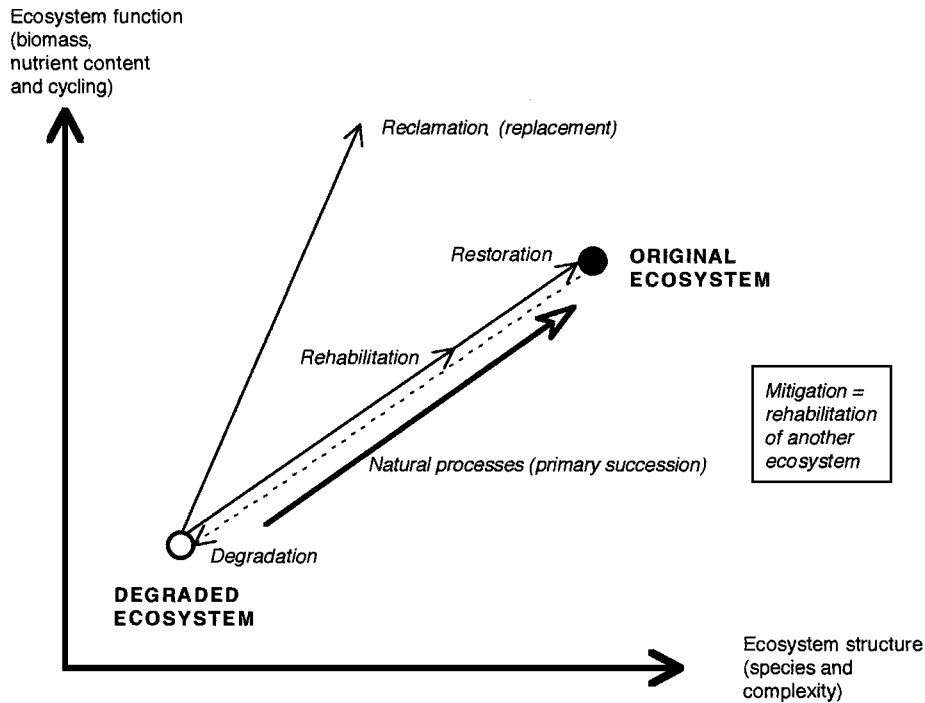 Ecosystem function
(biomass,
nutrient content
and cycling)
Reclamation (replacement)
Restoration
ORIGINAL
ECOSYSTEM
Rehabilitation
Mitigation =
rehabilitation
of another
ecosystem
Natural processes (primary succession)
Degradation
DEGRADED
ECOSYSTEM
Ecosystem structure
(species and
complexity)